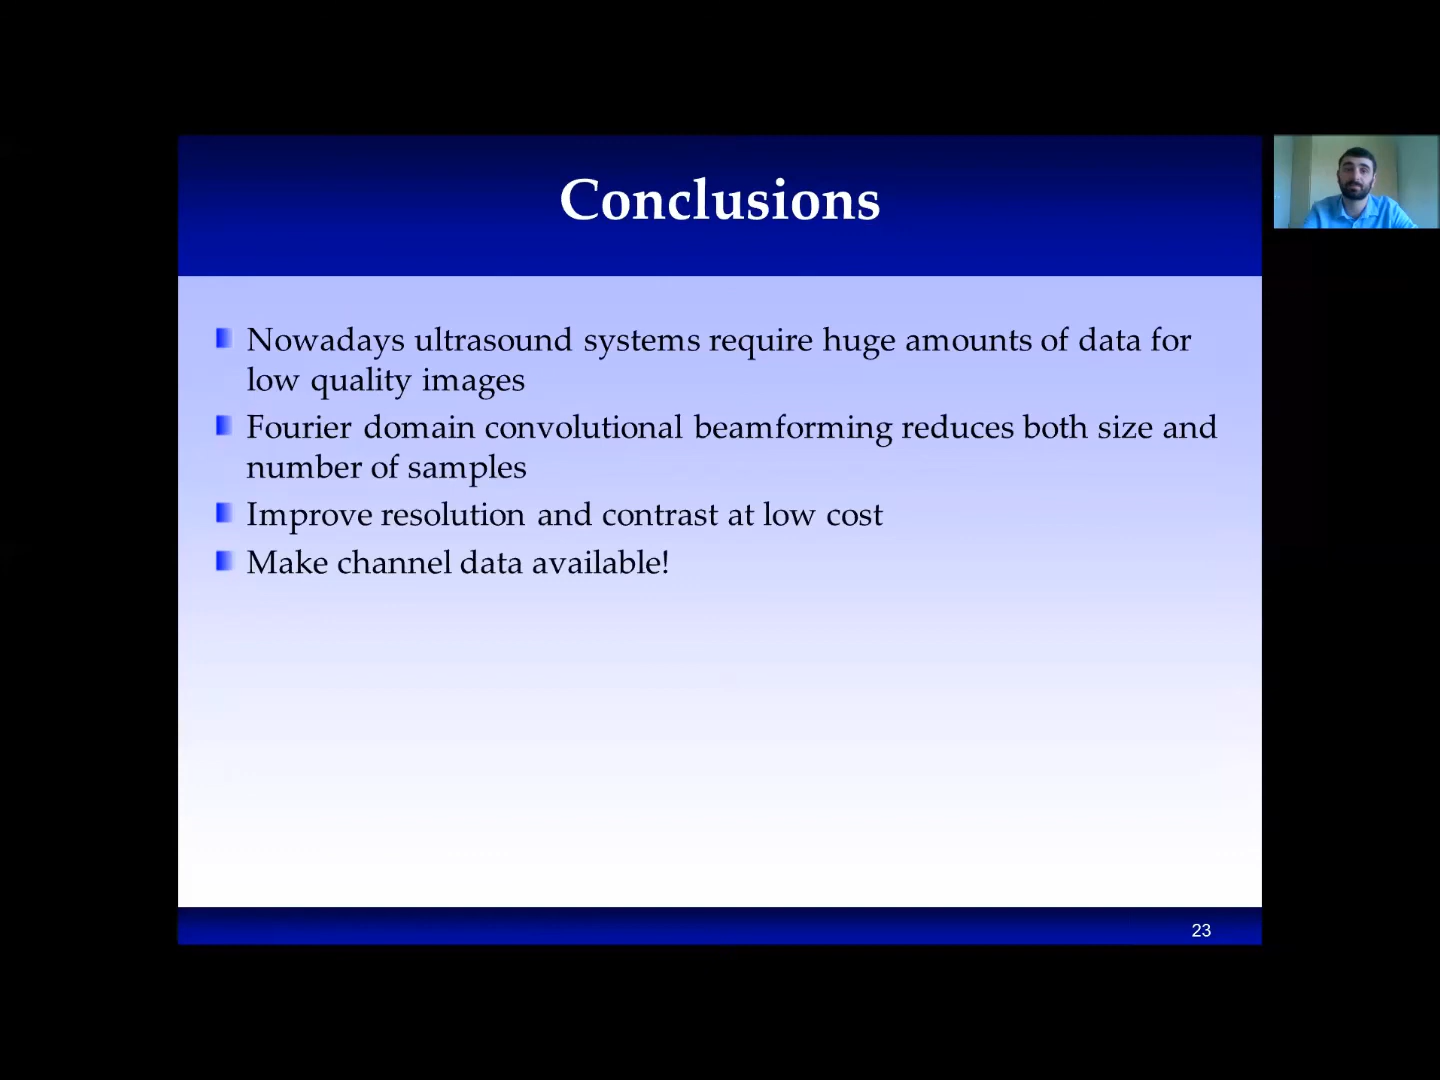 Conclusions
Nowadays ultrasound systems require huge amounts of data for
low quality images
Fourier domain convolutional beamforming reduces both size and
number of samples
Improve resolution and contrast at low cost
Make channel data available!
23